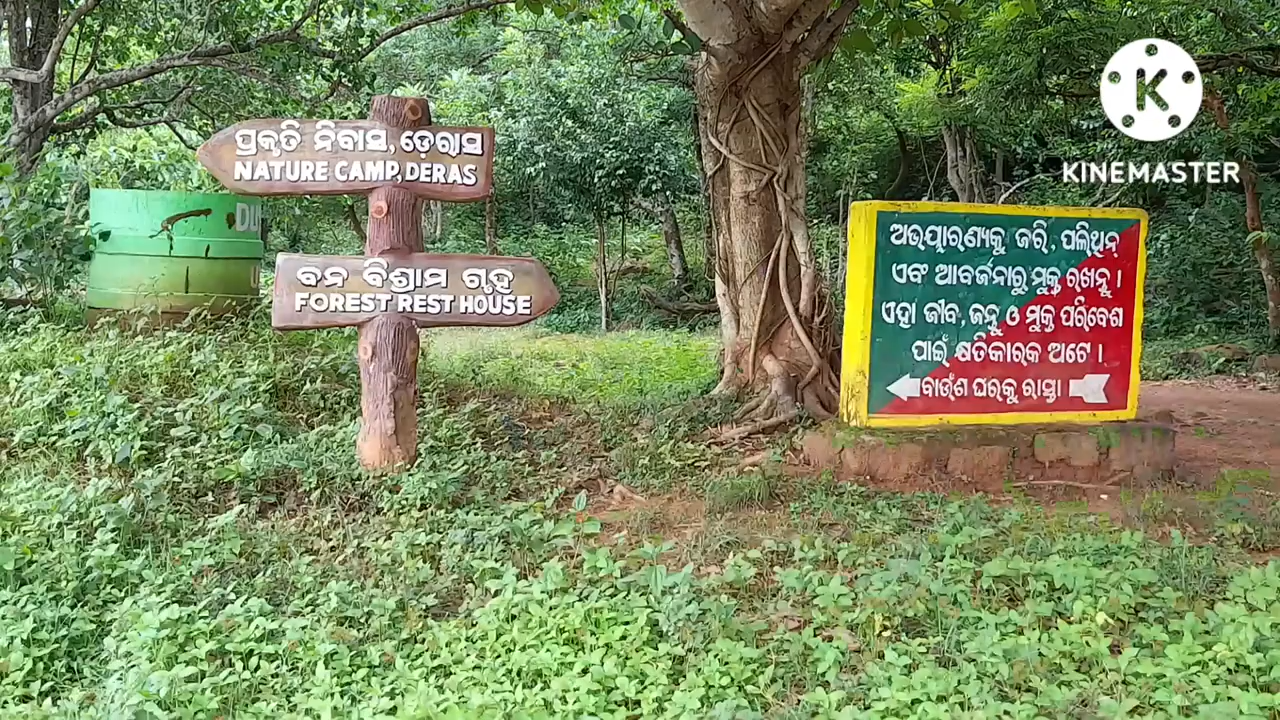 ପ୍ରକୃତି ନିବାସ, ଡେରାସ
NATURE CAMP, DERAS
ବନ ବିଶ୍ରାମ ଗୃହ
FOREST REST HOUSE
ଅଭୟାରଣ୍ୟକୁ ଜରି, ପଲିଥିନ୍
ଏବଂ ଆବର୍ଜନାରୁ ମୁକ୍ତ ରଖନ୍ତୁ ।
ଏହା ଜୀବ, ଜନ୍ତୁ ଓ ମୁକ୍ତ ପରିବେଶ
ପାଇଁ କ୍ଷତିକାରକ ଅଟେ ।
ବାଉଁଶ ଘରକୁ ରାସ୍ତା
K
KINEMASTER